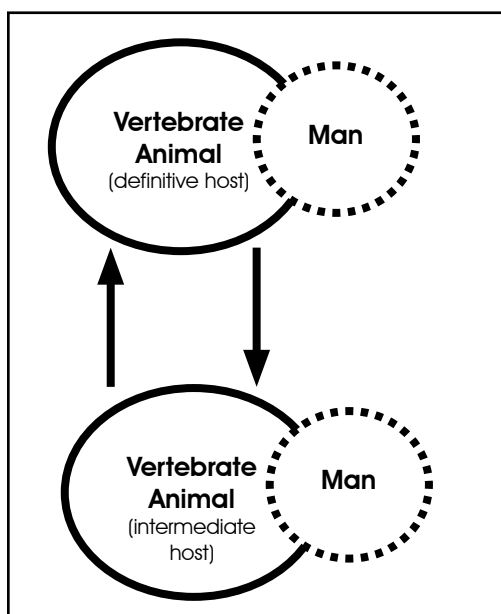 Vertebrate
Animal
(definitive host)
Man
Vertebrate
Animal
(intermediate
host)
Man